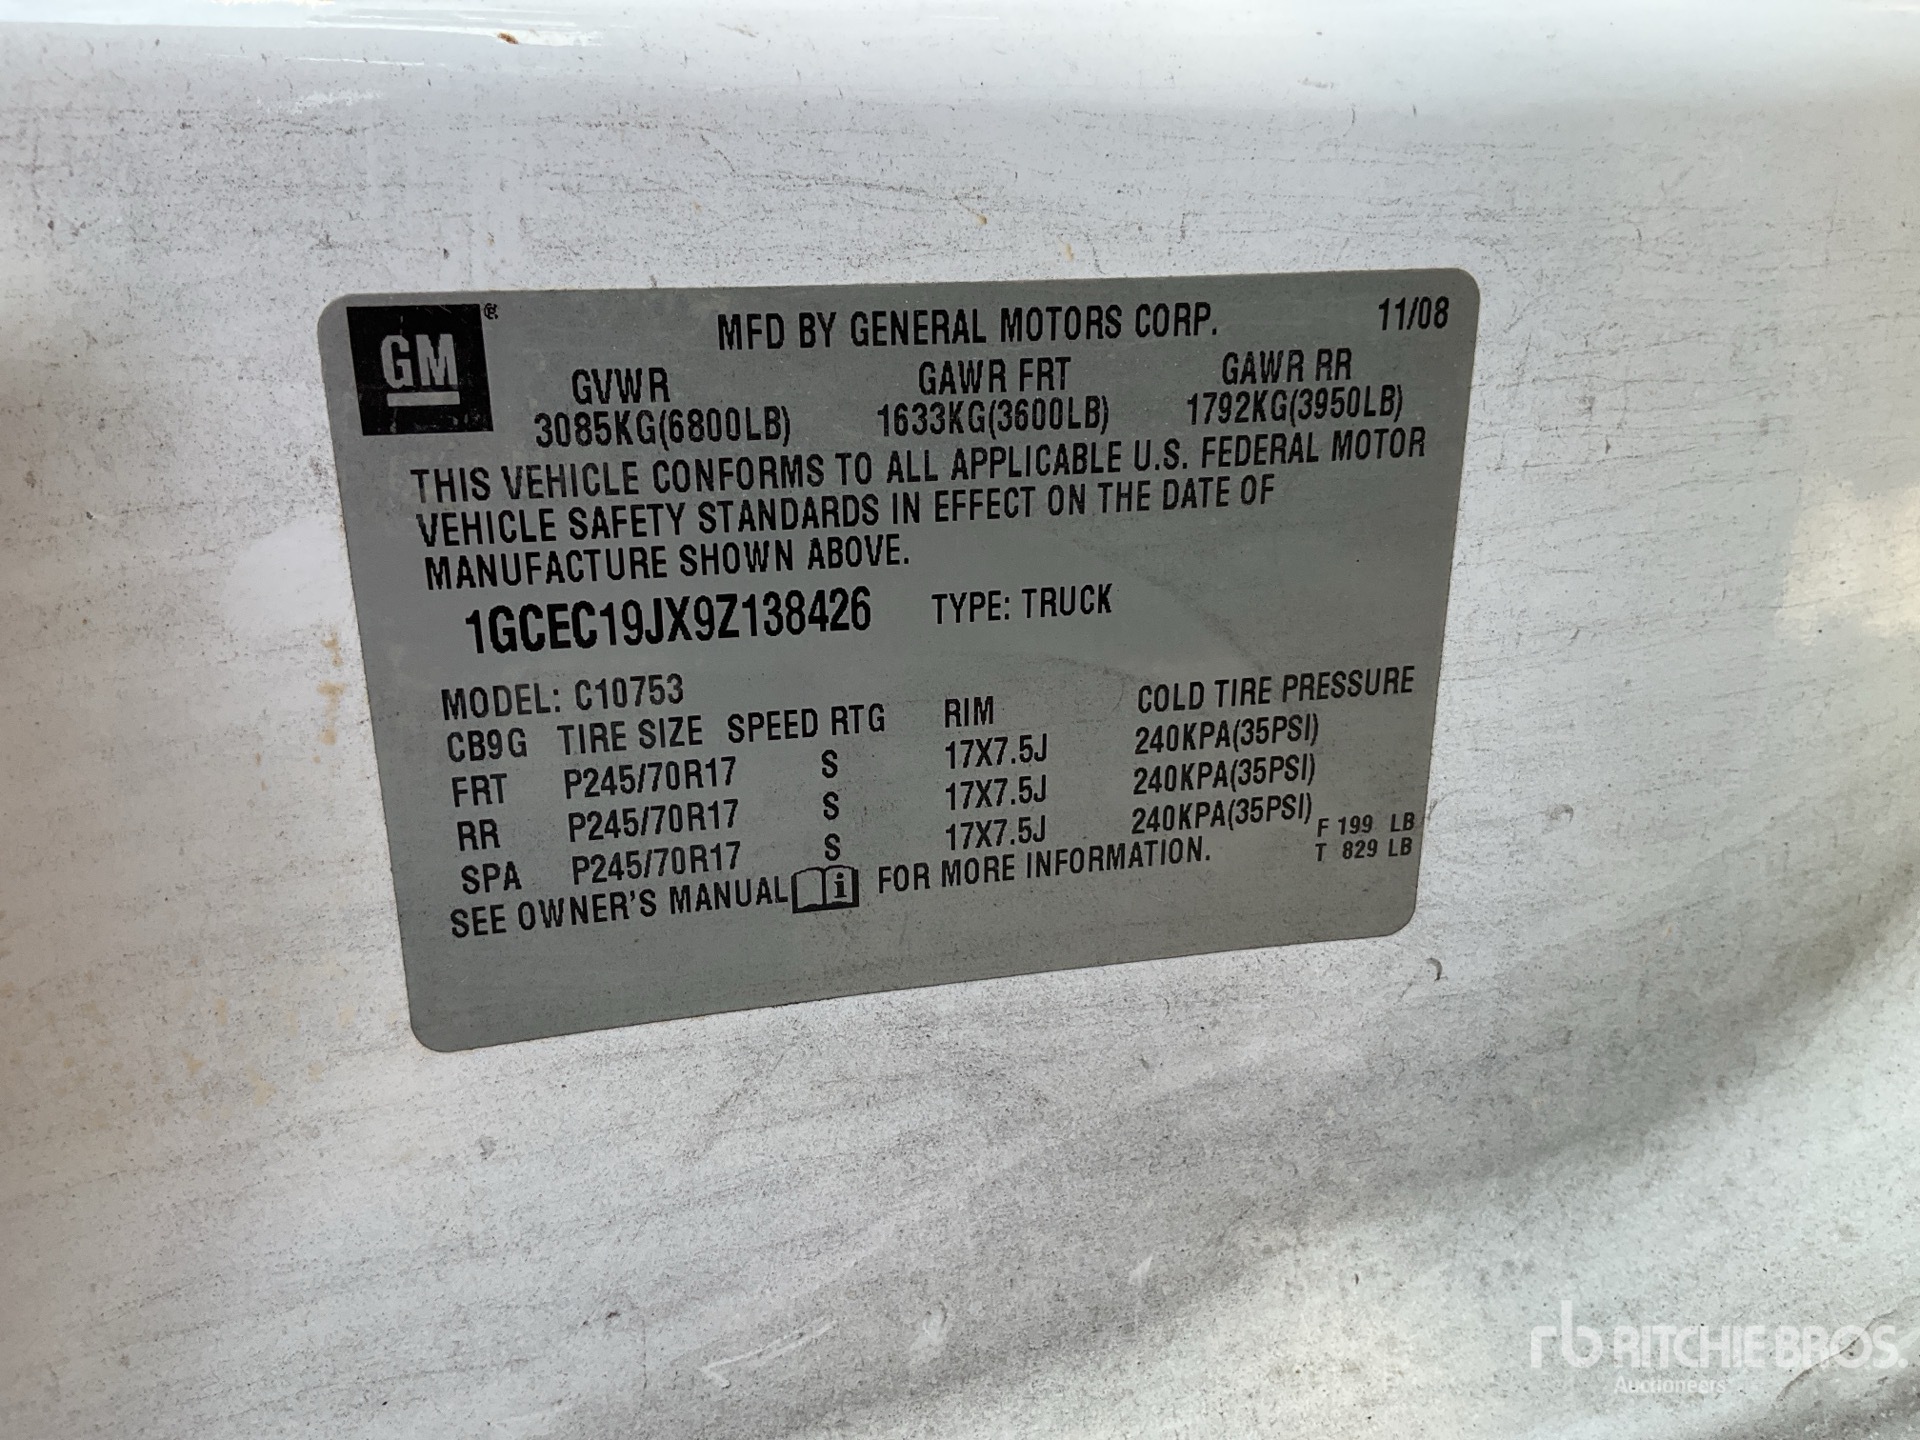 GM®
MFD BY GENERAL MOTORS CORP. 11/08
GVWR GAWR FRT GAWR RR
3085KG(6800LB) 1633KG(3600LB) 1792KG(3950LB)
THIS VEHICLE CONFORMS TO ALL APPLICABLE U.S. FEDERAL MOTOR
VEHICLE SAFETY STANDARDS IN EFFECT ON THE DATE OF
MANUFACTURE SHOWN ABOVE.
1GCEC19JX9Z138426 TYPE: TRUCK
MODEL: C10753
CB9G TIRE SIZE SPEED RTG RIM COLD TIRE PRESSURE
FRT P245/70R17 S 17X7.5J 240KPA(35PSI)
RR P245/70R17 S 17X7.5J 240KPA(35PSI)
SPA P245/70R17 S 17X7.5J 240KPA(35PSI)
F 199 LB
T 829 LB
SEE OWNER'S MANUAL i FOR MORE INFORMATION.
rb RITCHIE BROS.
Auctioneers